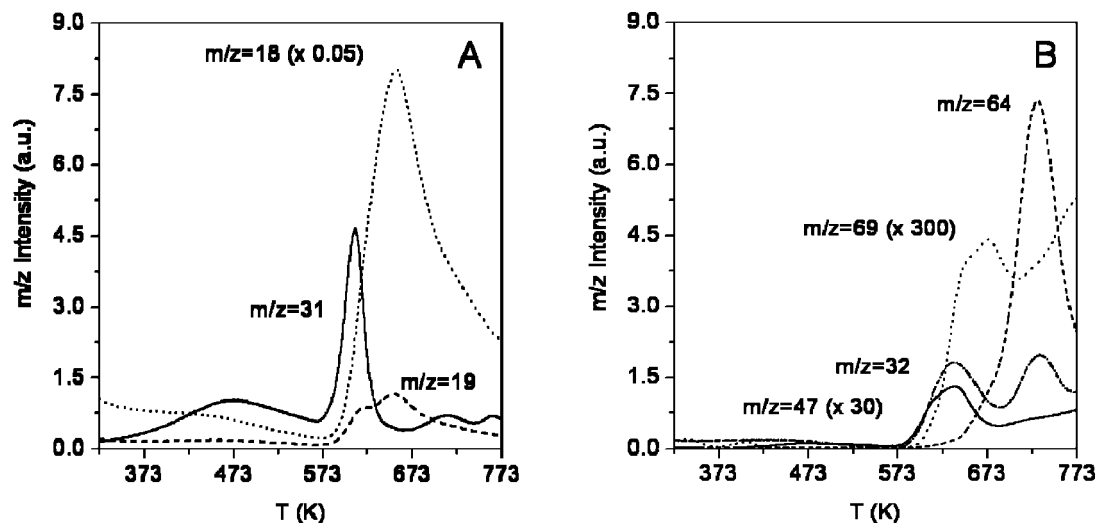 9.0
7.5
6.0
4.5
3.0
1.5
0.0
m/z Intensity (a.u.)
A
m/z=18 (x 0.05)
m/z=31
m/z=19
373
473
573
673
773
T (K)
9.0
7.5
6.0
4.5
3.0
1.5
0.0
m/z Intensity (a.u.)
B
m/z=64
m/z=69 (x 300)
m/z=32
m/z=47 (x 30)
373
473
573
673
773
T (K)